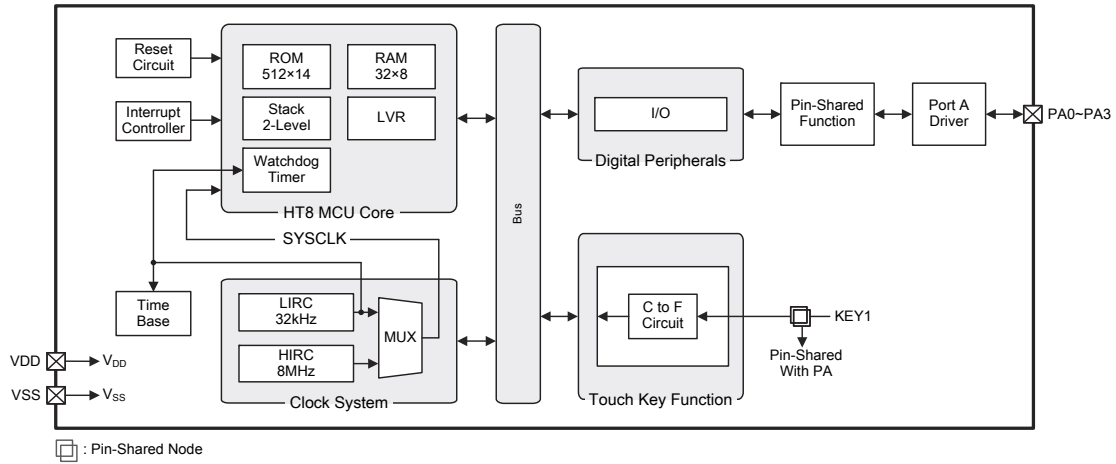 Reset
Circuit
Interrupt
Controller
ROM
512×14
RAM
32×8
Stack
2-Level
LVR
Watchdog
Timer
HT8 MCU Core
SYSCLK
Time
Base
LIRC
32kHz
HIRC
8MHz
MUX
Clock System
Bus
I/O
Digital Peripherals
Pin-Shared
Function
Port A
Driver
PA0~PA3
C to F
Circuit
Touch Key Function
KEY1
Pin-Shared
With PA
VDD
V_DD
VSS
V_SS
: Pin-Shared Node